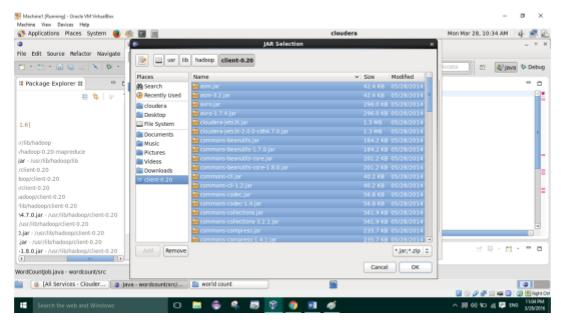 Machine1 [Running] - Oracle VM VirtualBox
Machine View Devices Help
Applications Places System
cloudera
Mon Mar 28, 10:34 AM
JAR Selection
File Edit Source Refactor Navigate
usr lib hadoop client-0.20
Java Debug
Package Explorer
Places
Search
Recently Used
cloudera
Desktop
File System
Documents
Music
Pictures
Videos
Downloads
client-0.20
Name Size Modified
asm.jar 42.4 KB 05/28/2014
asm-3.2.jar 42.4 KB 05/28/2014
avro.jar 296.0 KB 05/28/2014
avro-1.7.4.jar 296.0 KB 05/28/2014
1.3 MB 05/28/2014
1.3 MB 05/28/2014
commons-beanutils.jar 184.2 KB 05/28/2014
commons-beanutils-1.7.0.jar 184.2 KB 05/28/2014
commons-beanutils-core.jar 201.2 KB 05/28/2014
commons-beanutils-core-1.8.0.jar 201.2 KB 05/28/2014
commons-cli.jar 40.2 KB 05/28/2014
commons-cli-1.2.jar 40.2 KB 05/28/2014
commons-codec.jar 56.8 KB 05/28/2014
commons-codec-1.4.jar 56.8 KB 05/28/2014
commons-collections.jar 561.9 KB 05/28/2014
commons-collections-3.2.1.jar 561.9 KB 05/28/2014
commons-compress.jar 235.7 KB 05/28/2014
commons-compress-1.4.1.jar 235.7 KB 05/28/2014
1.6]
r/lib/hadoop
/hadoop-0.20-mapreduce
jar - /usr/lib/hadoop/lib
/client-0.20
oop/client-0.20
/client-0.20
adoop/client-0.20
/lib/hadoop/client-0.20
4.7.0.jar - /usr/lib/hadoop/client-0.20
/usr/lib/hadoop/client-0.20
.jar - /usr/lib/hadoop/client-0.20
.jar - /usr/lib/hadoop/client-0.20
-1.8.0.jar - /usr/lib/hadoop/client-0.20
Add Remove
*.jar;*.zip
Cancel OK
WordCountJob.java - wordcount/src
[All Services - Clouder... Java - wordcount/src/... world count
Right Ctrl
Search the web and Windows
ENG
11:04 PM
3/28/2016